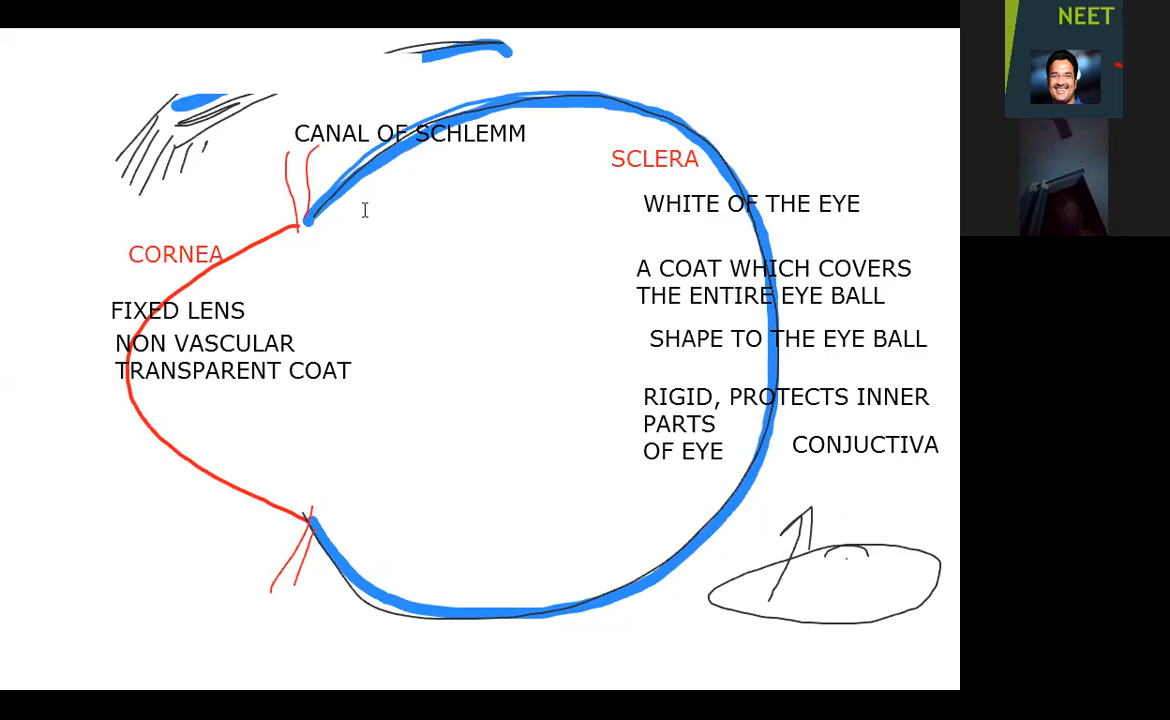 NEET
CANAL OF SCHLEMM
SCLERA
WHITE OF THE EYE
CORNEA
A COAT WHICH COVERS
THE ENTIRE EYE BALL
FIXED LENS
SHAPE TO THE EYE BALL
NON VASCULAR
TRANSPARENT COAT
RIGID, PROTECTS INNER
PARTS
OF EYE
CONJUCTIVA